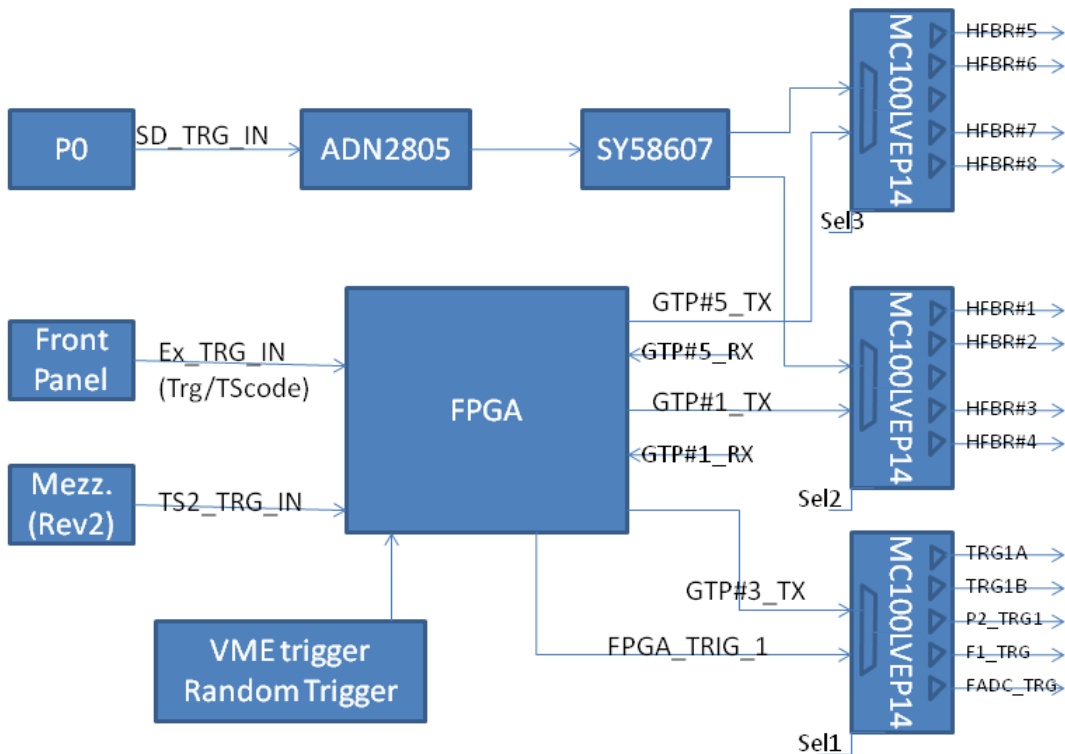 P0
SD_TRG_IN
ADN2805
SY58607
MC100LVEP14
HFBR#5
HFBR#6
HFBR#7
HFBR#8
Sel3
Front
Panel
Ex_TRG_IN
(Trg/TScode)
FPGA
GTP#5_TX
GTP#5_RX
GTP#1_TX
GTP#1_RX
MC100LVEP14
HFBR#1
HFBR#2
HFBR#3
HFBR#4
Sel2
Mezz.
(Rev2)
TS2_TRG_IN
GTP#3_TX
FPGA_TRIG_1
VME trigger
Random Trigger
MC100LVEP14
TRG1A
TRG1B
P2_TRG1
F1_TRG
FADC_TRG
Sel1